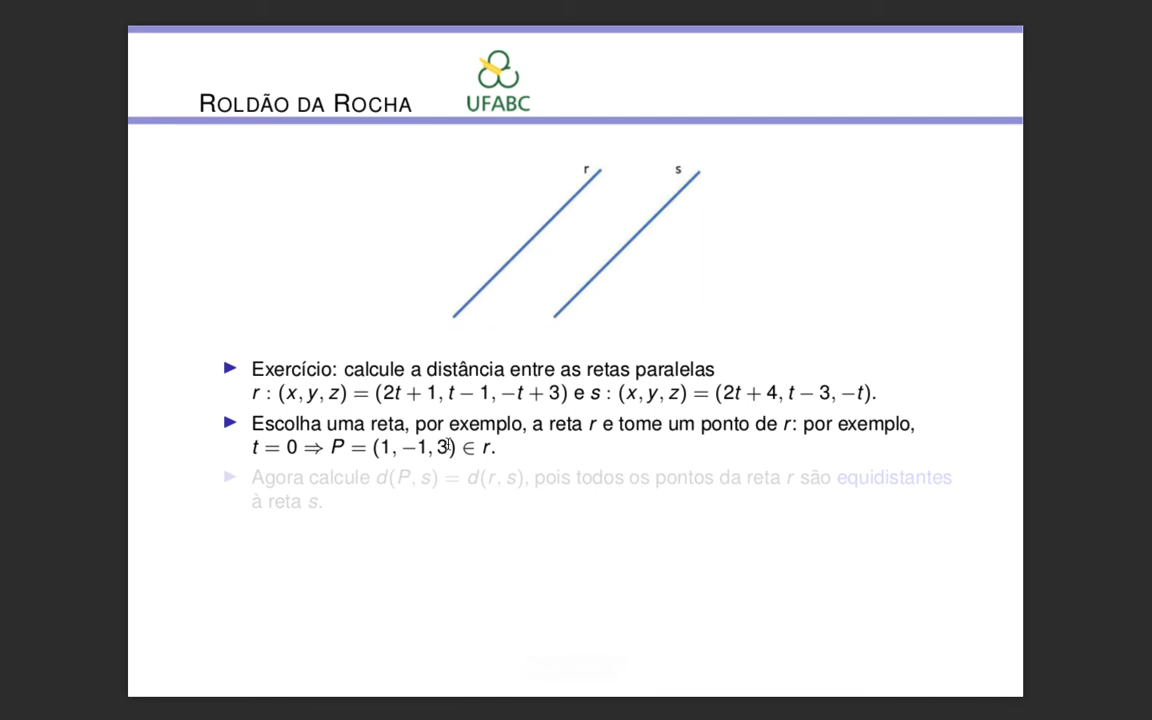 ROLDÃO DA ROCHA
UFABC
r
s
Exercício: calcule a distância entre as retas paralelas
r : (x, y, z) = (2t + 1, t − 1, −t + 3) e s : (x, y, z) = (2t + 4, t − 3, −t).
Escolha uma reta, por exemplo, a reta r e tome um ponto de r: por exemplo,
t = 0 ⇒ P = (1, −1, 3) ∈ r.
Agora calcule d(P, s) = d(r, s), pois todos os pontos da reta r são equidistantes
à reta s.